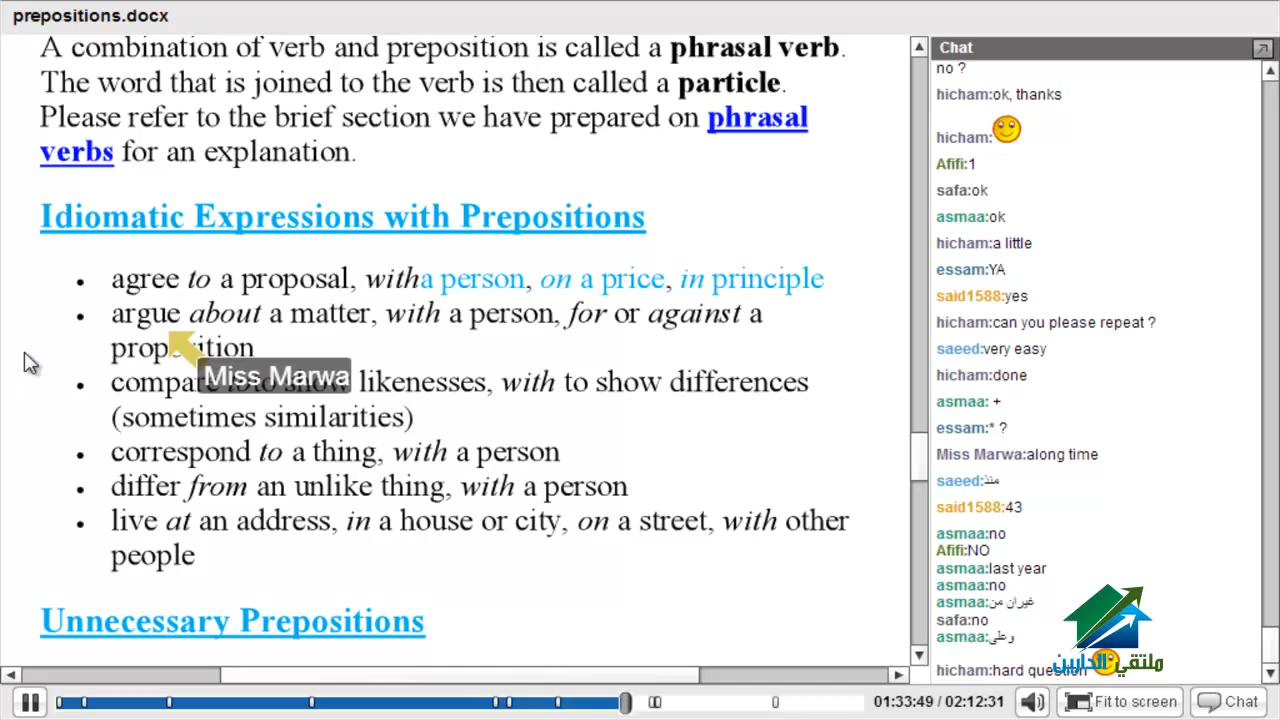 prepositions.docx
A combination of verb and preposition is called a phrasal verb.
The word that is joined to the verb is then called a particle.
Please refer to the brief section we have prepared on phrasal
verbs for an explanation.
Idiomatic Expressions with Prepositions
• agree to a proposal, witha person, on a price, in principle
• argue about a matter, with a person, for or against a
proposition
Miss Marwa
• compare toto show likenesses, with to show differences
(sometimes similarities)
• correspond to a thing, with a person
• differ from an unlike thing, with a person
• live at an address, in a house or city, on a street, with other
people
Unnecessary Prepositions
Chat
no ?
hicham:ok, thanks
hicham:
Afifi:1
safa:ok
asmaa:ok
hicham:a little
essam:YA
said1588:yes
hicham:can you please repeat ?
saeed:very easy
hicham:done
asmaa: +
essam:* ?
Miss Marwa:along time
saeed:منذ
said1588:43
asmaa:no
Afifi:NO
asmaa:last year
asmaa:no
asmaa:غيران من
safa:no
asmaa:وعلى
hicham:hard question
ملتقي الداريين
01:33:49 / 02:12:31
Fit to screen
Chat